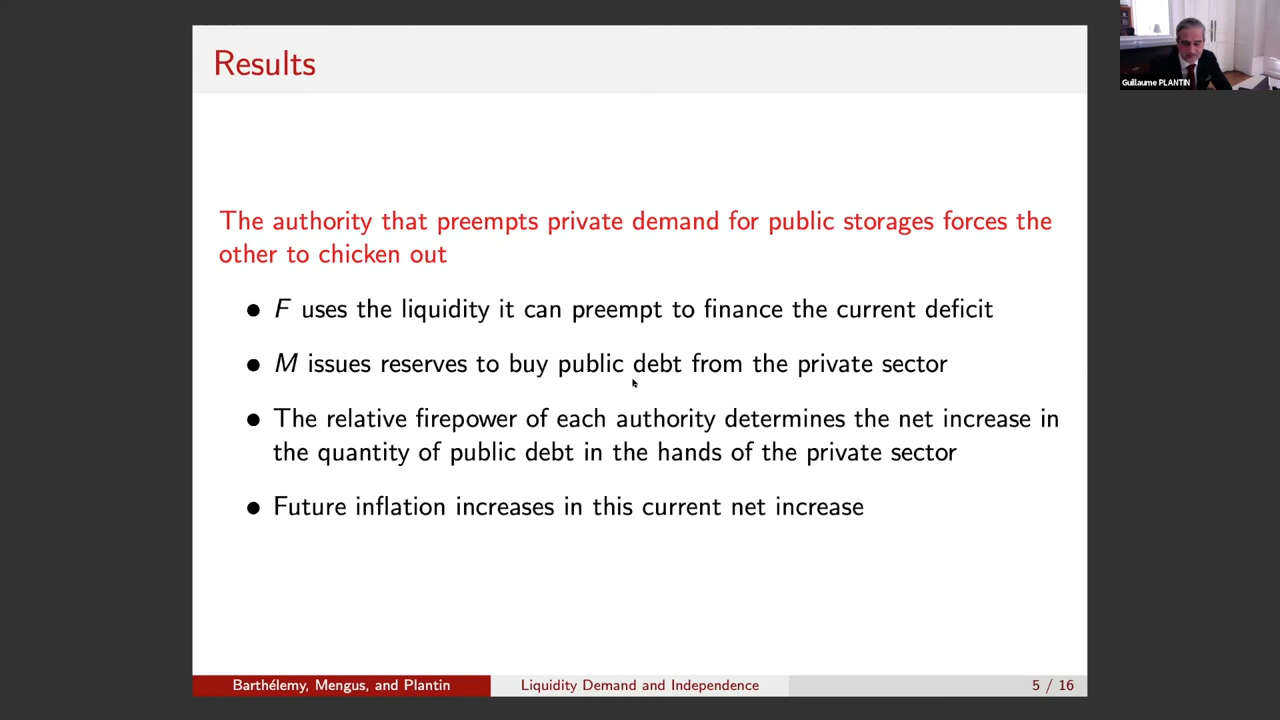 Results
Guillaume PLANTIN
The authority that preempts private demand for public storages forces the
other to chicken out
● F uses the liquidity it can preempt to finance the current deficit
● M issues reserves to buy public debt from the private sector
● The relative firepower of each authority determines the net increase in
the quantity of public debt in the hands of the private sector
● Future inflation increases in this current net increase
Barthélemy, Mengus, and Plantin
Liquidity Demand and Independence
5 / 16